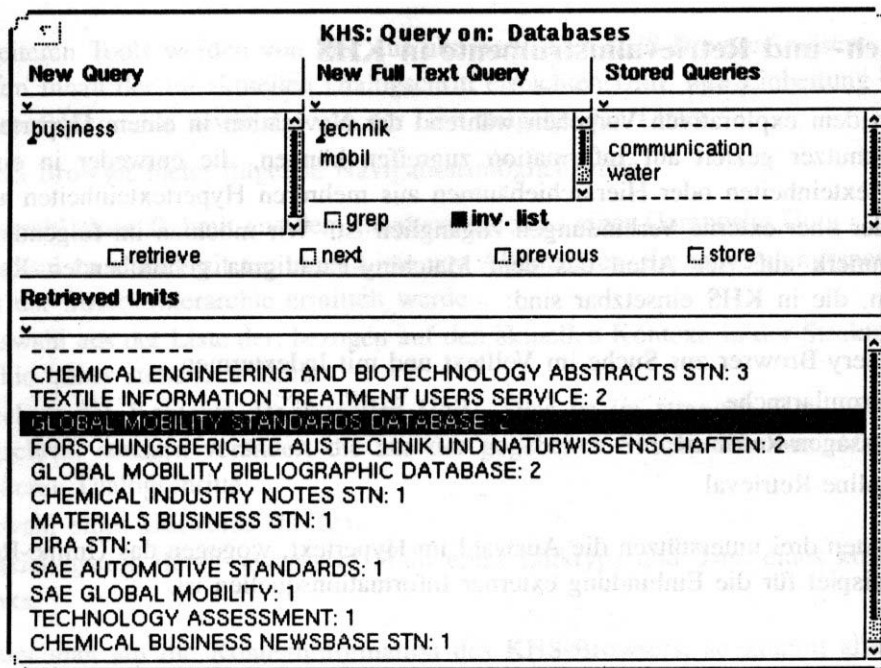 KHS: Query on: Databases
New Query
New Full Text Query
Stored Queries
business
technik
mobil
communication
water
grep
inv. list
retrieve
next
previous
store
Retrieved Units
CHEMICAL ENGINEERING AND BIOTECHNOLOGY ABSTRACTS STN: 3
TEXTILE INFORMATION TREATMENT USERS SERVICE: 2
GLOBAL MOBILITY STANDARDS DATABASE: 2
FORSCHUNGSBERICHTE AUS TECHNIK UND NATURWISSENSCHAFTEN: 2
GLOBAL MOBILITY BIBLIOGRAPHIC DATABASE: 2
CHEMICAL INDUSTRY NOTES STN: 1
MATERIALS BUSINESS STN: 1
PIRA STN: 1
SAE AUTOMOTIVE STANDARDS: 1
SAE GLOBAL MOBILITY: 1
TECHNOLOGY ASSESSMENT: 1
CHEMICAL BUSINESS NEWSBASE STN: 1